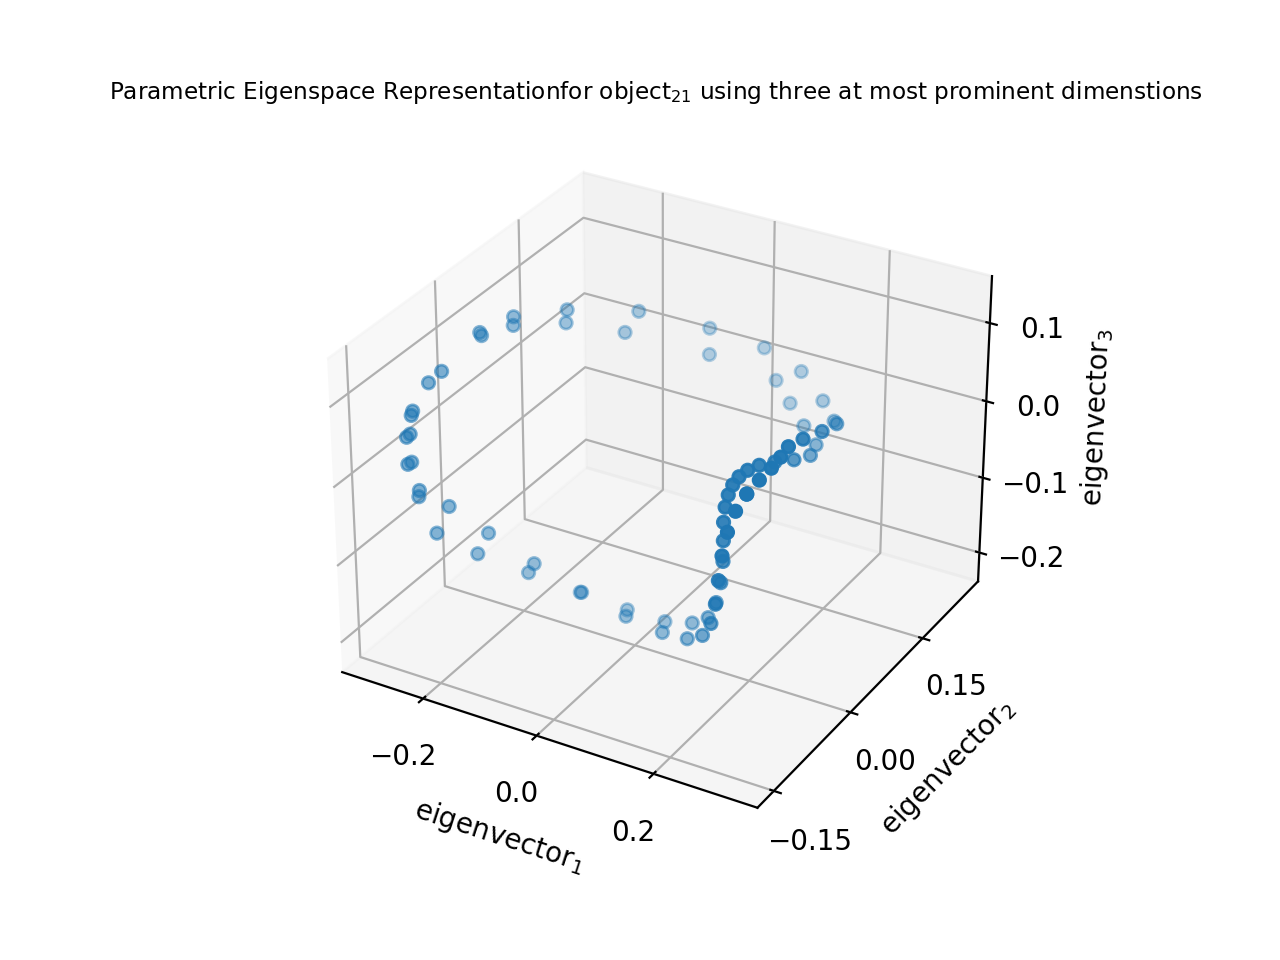 Parametric Eigenspace Representationfor object₂₁ using three at most prominent dimenstions
0.1
0.0
−0.1
−0.2
eigenvector₃
−0.2
0.0
0.2
eigenvector₁
0.15
0.00
−0.15
eigenvector₂